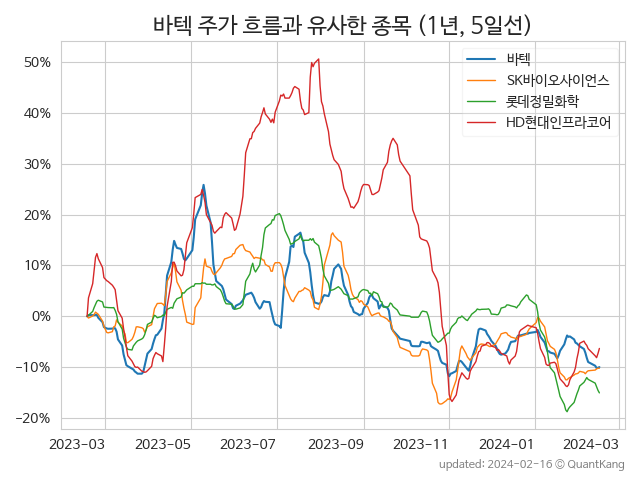 바텍 주가 흐름과 유사한 종목 (1년, 5일선)
바텍
SK바이오사이언스
롯데정밀화학
HD현대인프라코어
50%
40%
30%
20%
10%
0%
−10%
−20%
2023-03 2023-05 2023-07 2023-09 2023-11 2024-01 2024-03
updated: 2024-02-16 © QuantKang